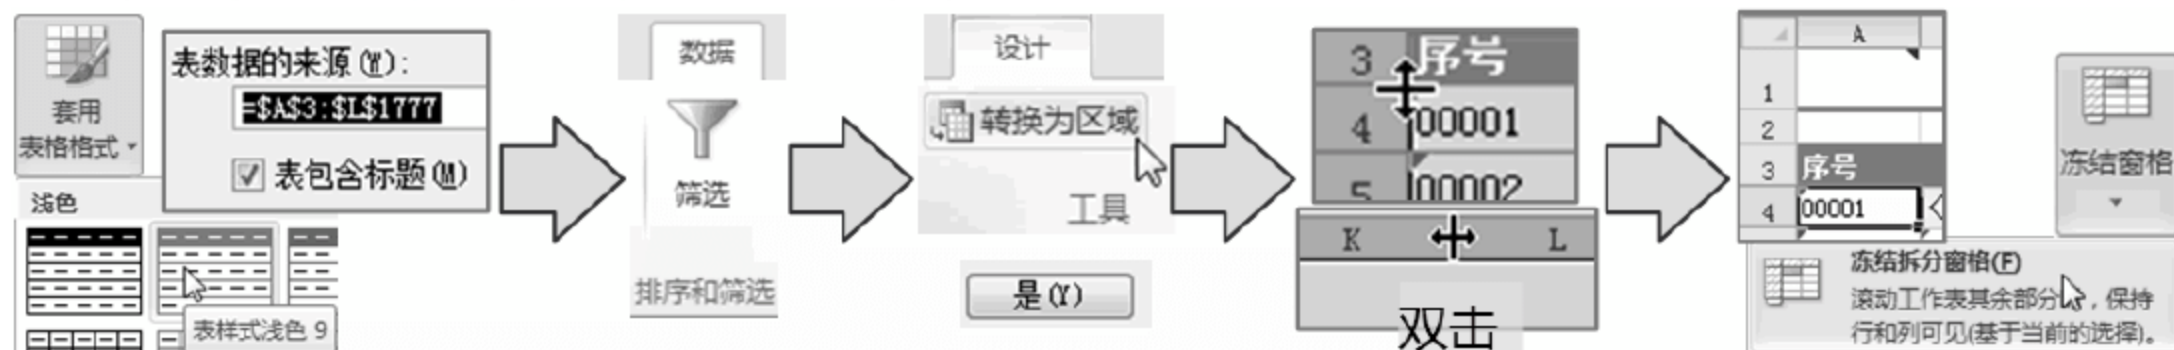 套用
表格格式
浅色
表样式浅色 9
表数据的来源(W):
=$A$3:$L$1777
表包含标题(M)
数据
筛选
排序和筛选
设计
转换为区域
工具
是(Y)
3 序号
4 00001
5 00002
K L
双击
A
1
2
3 序号
4 00001
冻结窗格
冻结拆分窗格(F)
滚动工作表其余部分,保持
行和列可见(基于当前的选择)。